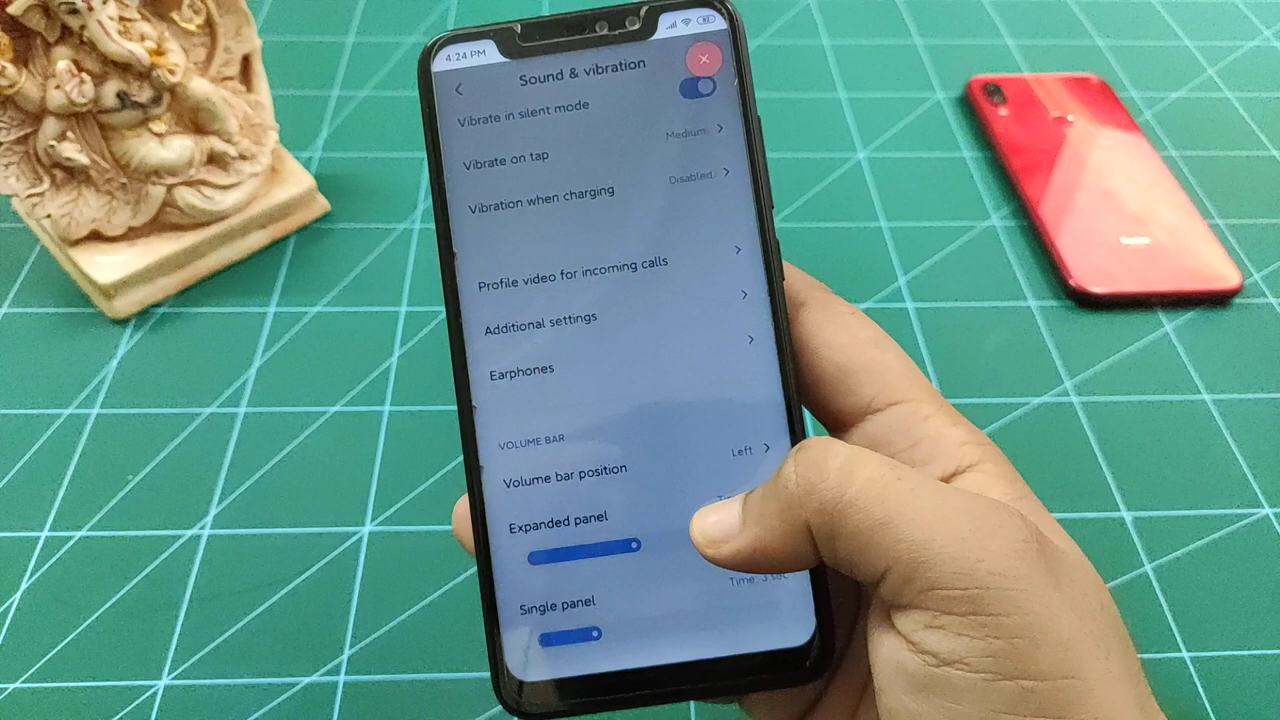 4:24 PM
Sound & vibration
Vibrate in silent mode
Vibrate on tap
Medium
Vibration when charging
Disabled
Profile video for incoming calls
Additional settings
Earphones
VOLUME BAR
Volume bar position
Left
Expanded panel
Single panel
Time: 3 sec